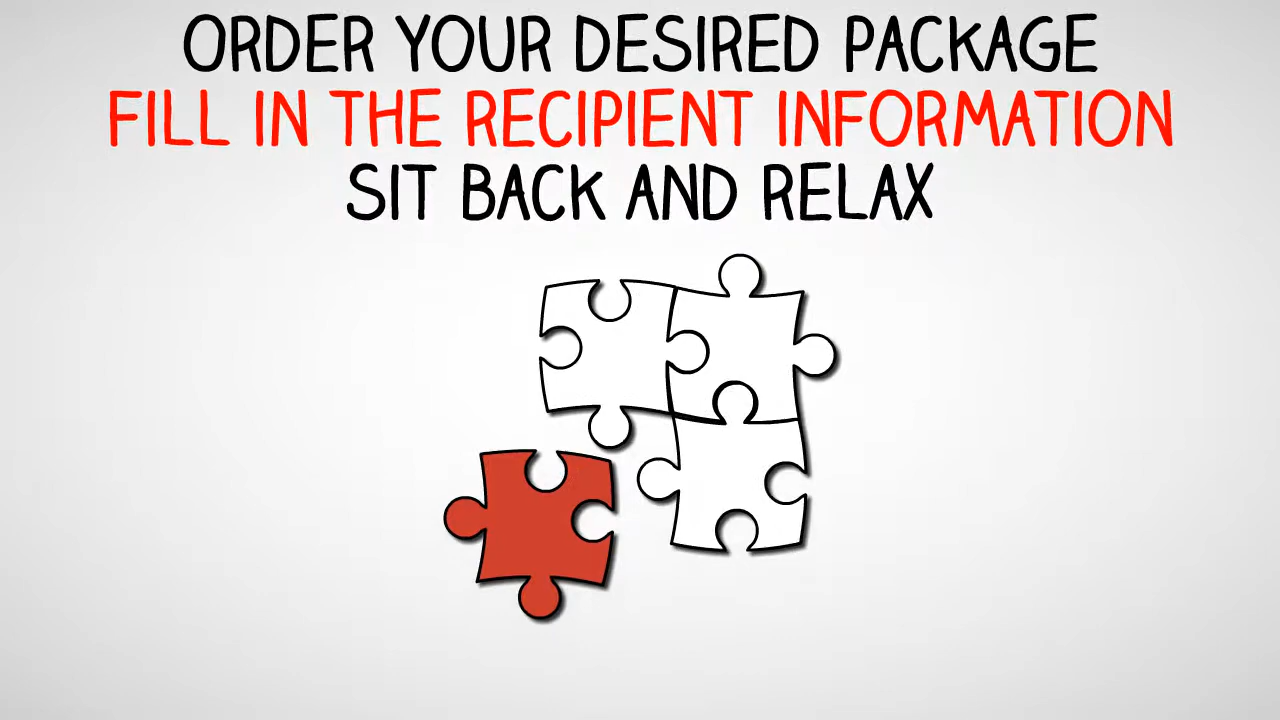 ORDER YOUR DESIRED PACKAGE
FILL IN THE RECIPIENT INFORMATION
SIT BACK AND RELAX